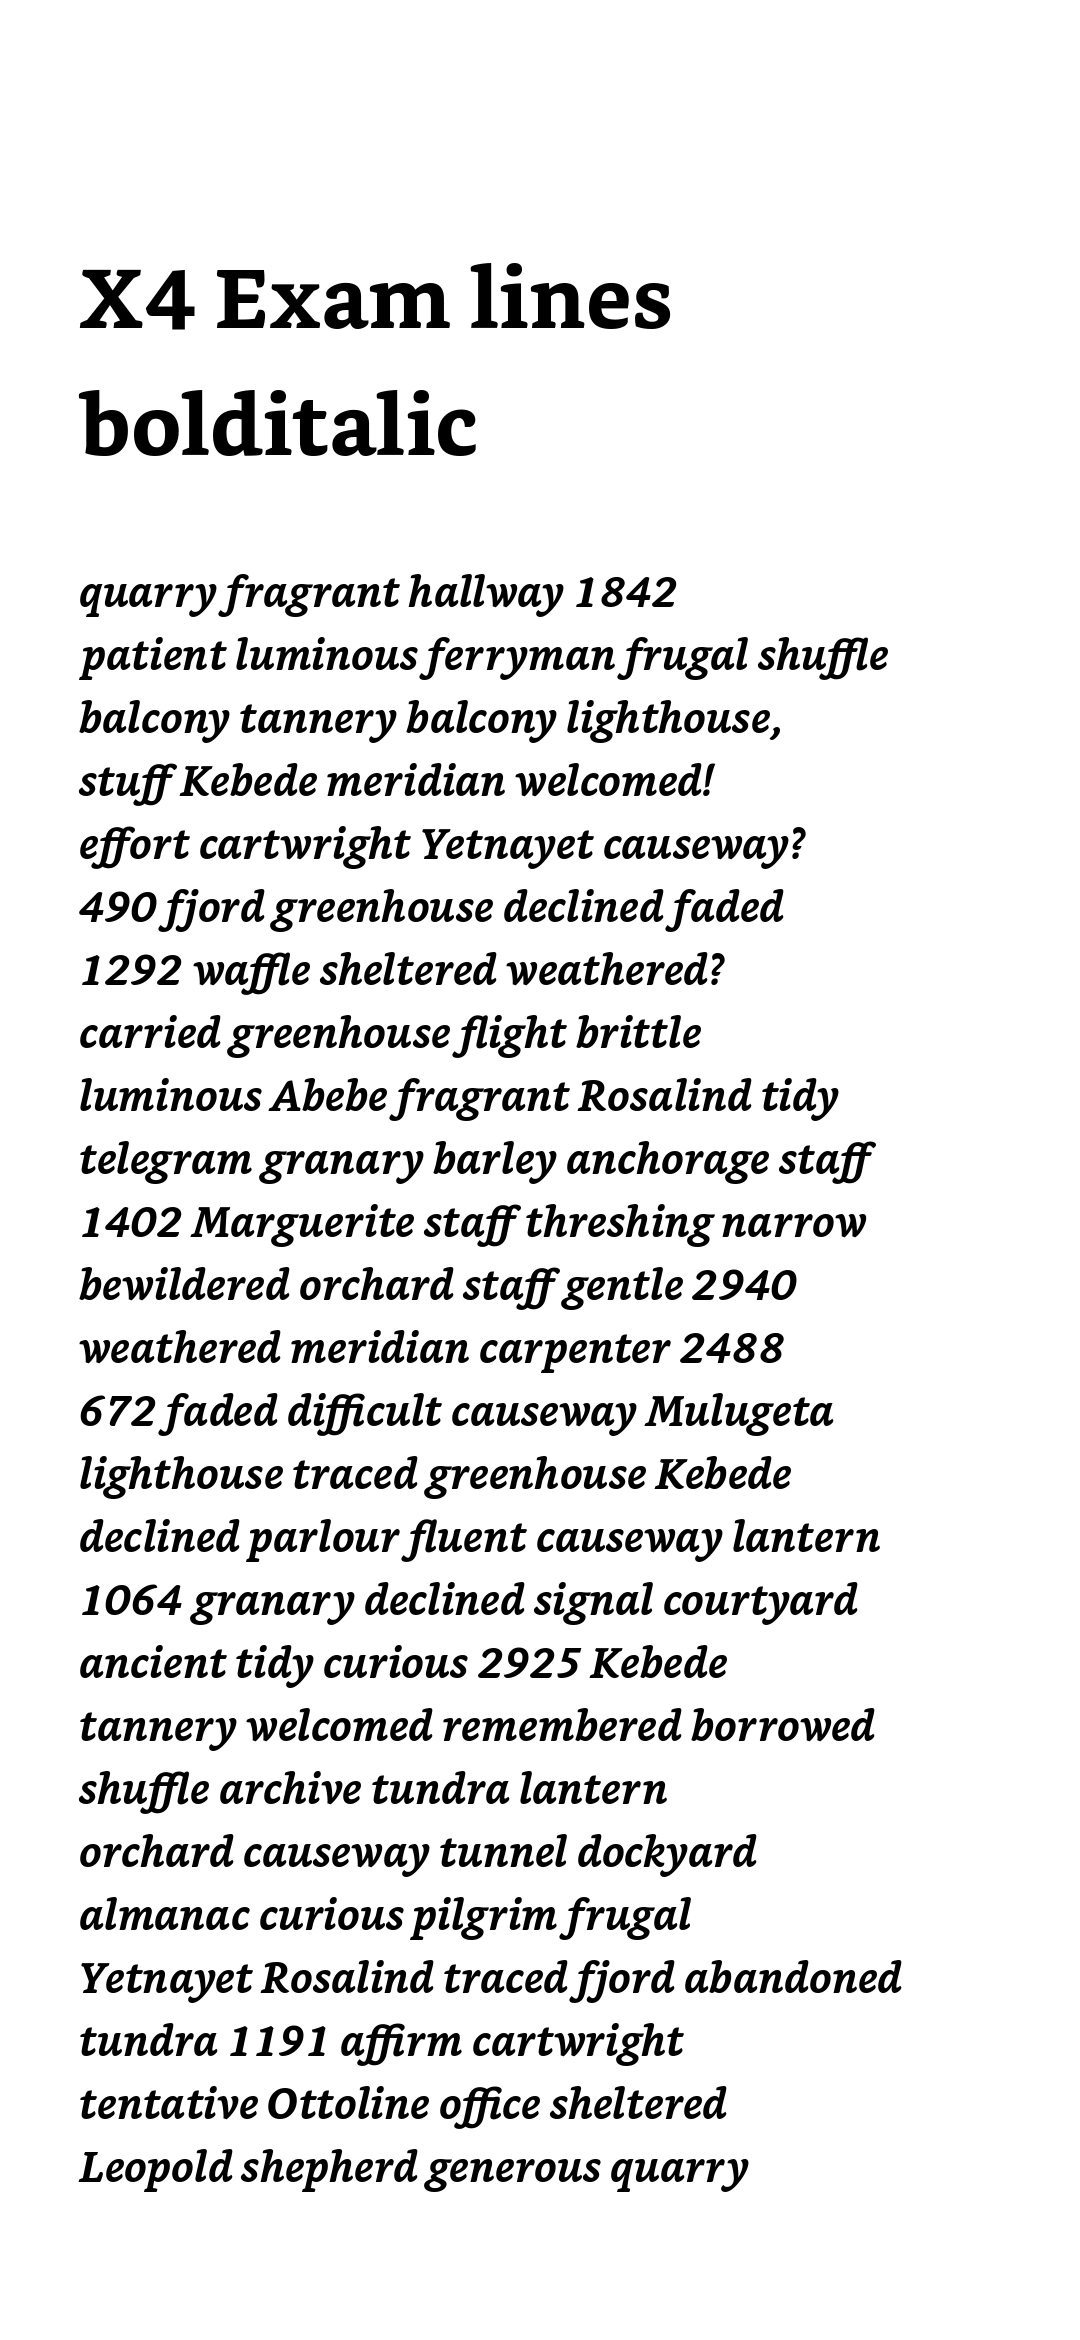 X4 Exam lines
bolditalic
quarry fragrant hallway 1842
patient luminous ferryman frugal shuffle
balcony tannery balcony lighthouse,
stuff Kebede meridian welcomed!
effort cartwright Yetnayet causeway?
490 fjord greenhouse declined faded
1292 waffle sheltered weathered?
carried greenhouse flight brittle
luminous Abebe fragrant Rosalind tidy
telegram granary barley anchorage staff
1402 Marguerite staff threshing narrow
bewildered orchard staff gentle 2940
weathered meridian carpenter 2488
672 faded difficult causeway Mulugeta
lighthouse traced greenhouse Kebede
declined parlour fluent causeway lantern
1064 granary declined signal courtyard
ancient tidy curious 2925 Kebede
tannery welcomed remembered borrowed
shuffle archive tundra lantern
orchard causeway tunnel dockyard
almanac curious pilgrim frugal
Yetnayet Rosalind traced fjord abandoned
tundra 1191 affirm cartwright
tentative Ottoline office sheltered
Leopold shepherd generous quarry